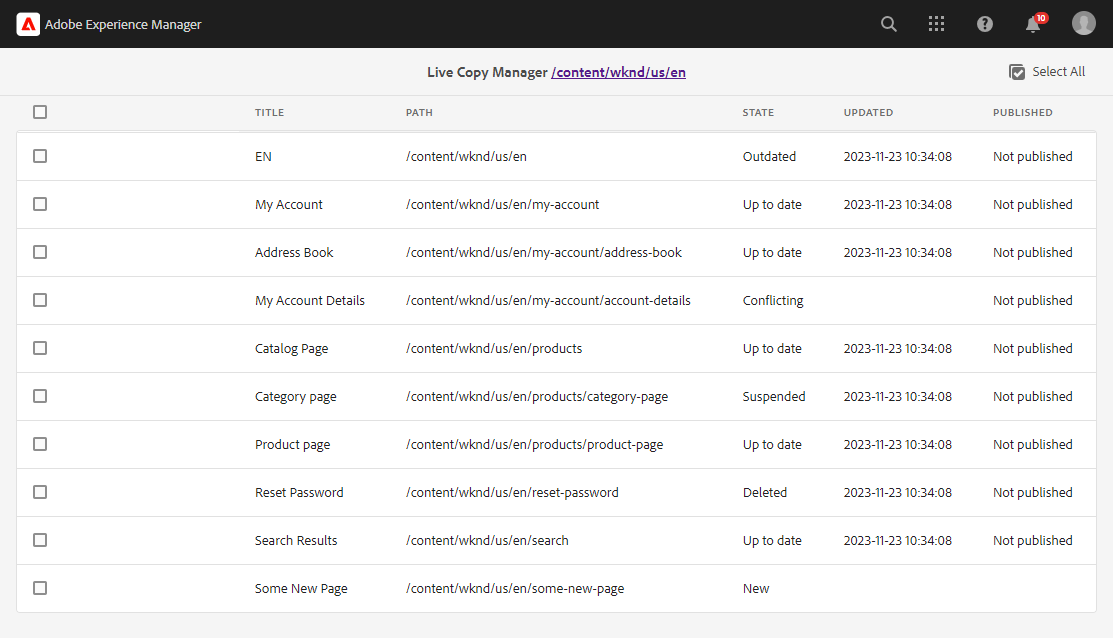 Adobe Experience Manager
10
Live Copy Manager /content/wknd/us/en
Select All
TITLE PATH STATE UPDATED PUBLISHED
EN /content/wknd/us/en Outdated 2023-11-23 10:34:08 Not published
My Account /content/wknd/us/en/my-account Up to date 2023-11-23 10:34:08 Not published
Address Book /content/wknd/us/en/my-account/address-book Up to date 2023-11-23 10:34:08 Not published
My Account Details /content/wknd/us/en/my-account/account-details Conflicting Not published
Catalog Page /content/wknd/us/en/products Up to date 2023-11-23 10:34:08 Not published
Category page /content/wknd/us/en/products/category-page Suspended 2023-11-23 10:34:08 Not published
Product page /content/wknd/us/en/products/product-page Up to date 2023-11-23 10:34:08 Not published
Reset Password /content/wknd/us/en/reset-password Deleted 2023-11-23 10:34:08 Not published
Search Results /content/wknd/us/en/search Up to date 2023-11-23 10:34:08 Not published
Some New Page /content/wknd/us/en/some-new-page New